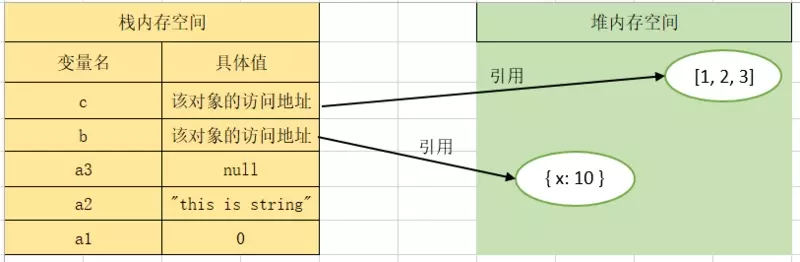 栈内存空间
变量名 具体值
c 该对象的访问地址
b 该对象的访问地址
a3 null
a2 "this is string"
a1 0
引用
引用
堆内存空间
[1, 2, 3]
{ x: 10 }